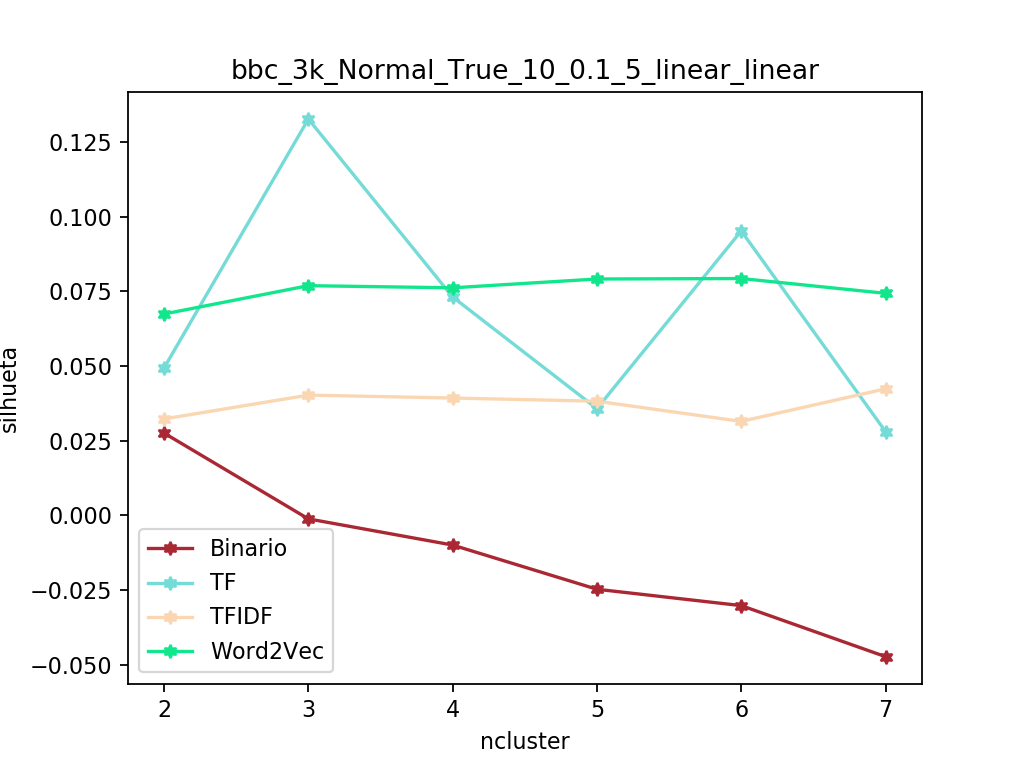 bbc_3k_Normal_True_10_0.1_5_linear_linear
silhueta
0.125
0.100
0.075
0.050
0.025
0.000
−0.025
−0.050
Binario
TF
TFIDF
Word2Vec
2 3 4 5 6 7
ncluster